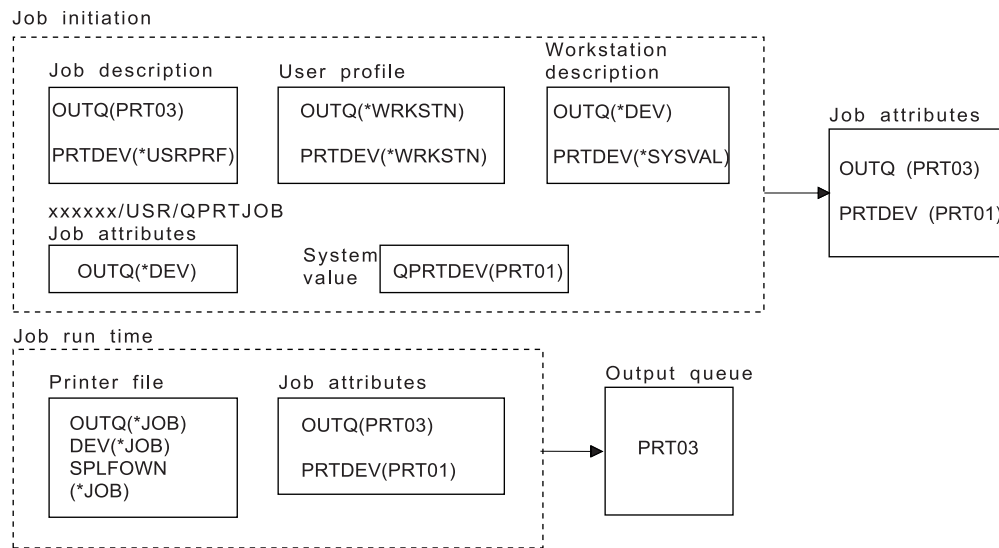 Job initiation
Job description
OUTQ(PRT03)
PRTDEV(*USRPRF)
User profile
OUTQ(*WRKSTN)
PRTDEV(*WRKSTN)
Workstation
description
OUTQ(*DEV)
PRTDEV(*SYSVAL)
Job attributes
OUTQ (PRT03)
PRTDEV (PRT01)
xxxxxx/USR/QPRTJOB
Job attributes
OUTQ(*DEV)
System
value
QPRTDEV(PRT01)
Job run time
Printer file
OUTQ(*JOB)
DEV(*JOB)
SPLFOWN
(*JOB)
Job attributes
OUTQ(PRT03)
PRTDEV(PRT01)
Output queue
PRT03